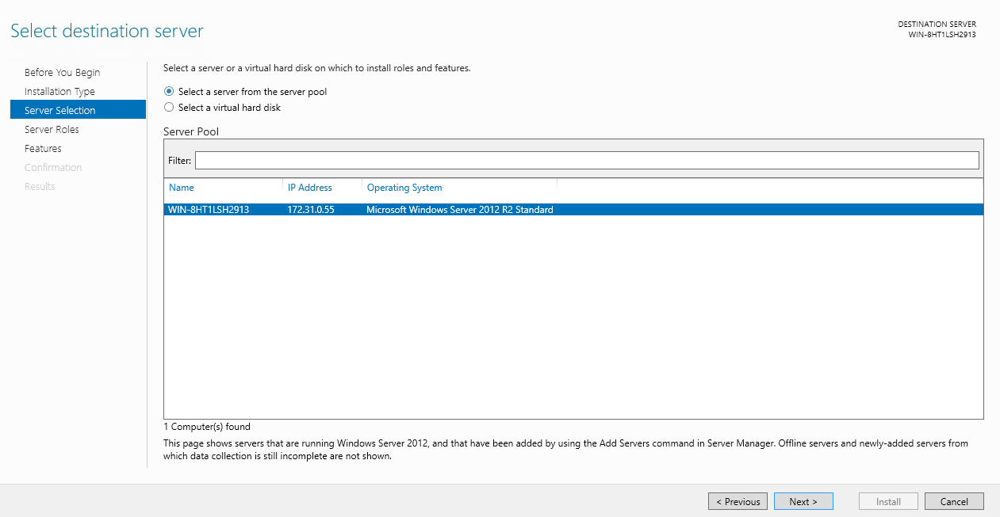 Select destination server
DESTINATION SERVER
WIN-8HT1LSH2913
Before You Begin
Installation Type
Server Selection
Server Roles
Features
Confirmation
Results
Select a server or a virtual hard disk on which to install roles and features.
Select a server from the server pool
Select a virtual hard disk
Server Pool
Filter:
Name IP Address Operating System
WIN-8HT1LSH2913 172.31.0.55 Microsoft Windows Server 2012 R2 Standard
1 Computer(s) found
This page shows servers that are running Windows Server 2012, and that have been added by using the Add Servers command in Server Manager. Offline servers and newly-added servers from
which data collection is still incomplete are not shown.
< Previous Next > Install Cancel